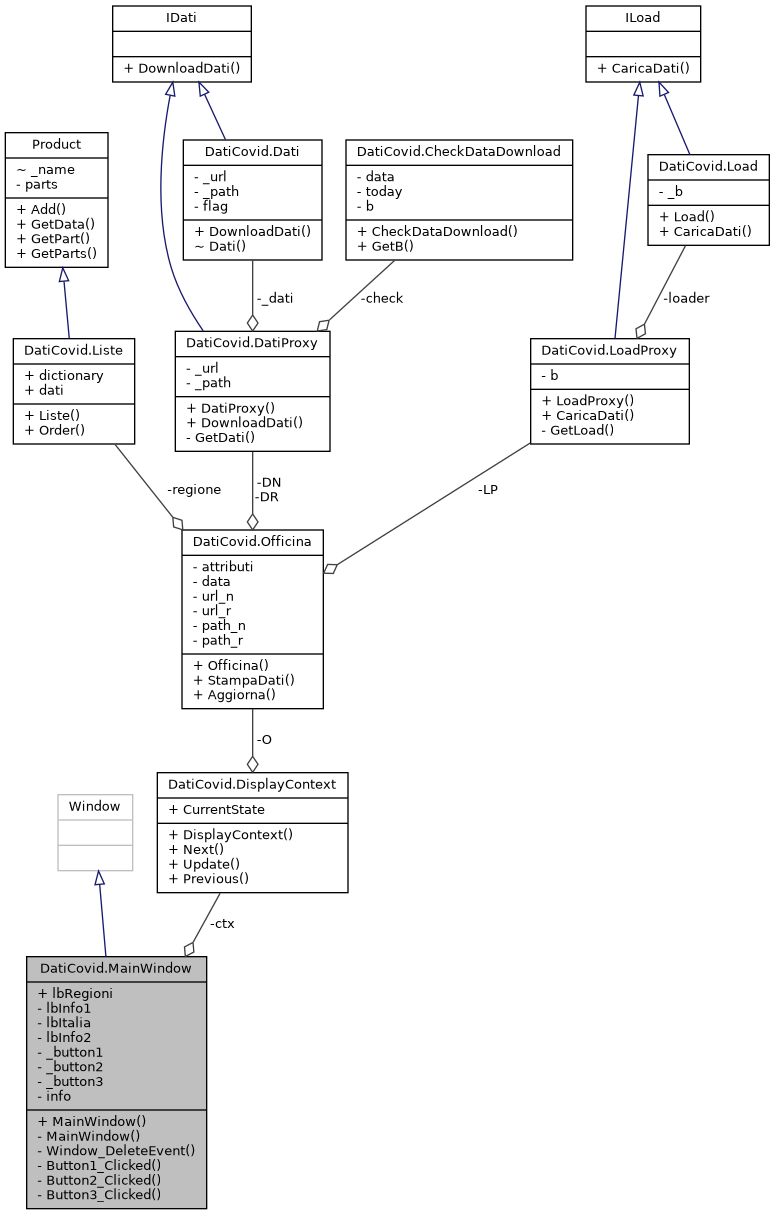 IDati
+ DownloadDati()
ILoad
+ CaricaDati()
Product
~ _name
- parts
+ Add()
+ GetData()
+ GetPart()
+ GetParts()
DatiCovid.Dati
- _url
- _path
- flag
+ DownloadDati()
~ Dati()
DatiCovid.CheckDataDownload
- data
- today
- b
+ CheckDataDownload()
+ GetB()
DatiCovid.Load
- _b
+ Load()
+ CaricaDati()
-_dati
-check
-loader
DatiCovid.Liste
+ dictionary
+ dati
+ Liste()
+ Order()
DatiCovid.DatiProxy
- _url
- _path
+ DatiProxy()
+ DownloadDati()
- GetDati()
DatiCovid.LoadProxy
- b
+ LoadProxy()
+ CaricaDati()
- GetLoad()
-regione
-DN
-DR
-LP
DatiCovid.Officina
- attributi
- data
- url_n
- url_r
- path_n
- path_r
+ Officina()
+ StampaDati()
+ Aggiorna()
-O
Window
DatiCovid.DisplayContext
+ CurrentState
+ DisplayContext()
+ Next()
+ Update()
+ Previous()
-ctx
DatiCovid.MainWindow
+ lbRegioni
- lbInfo1
- lbItalia
- lbInfo2
- _button1
- _button2
- _button3
- info
+ MainWindow()
- MainWindow()
- Window_DeleteEvent()
- Button1_Clicked()
- Button2_Clicked()
- Button3_Clicked()